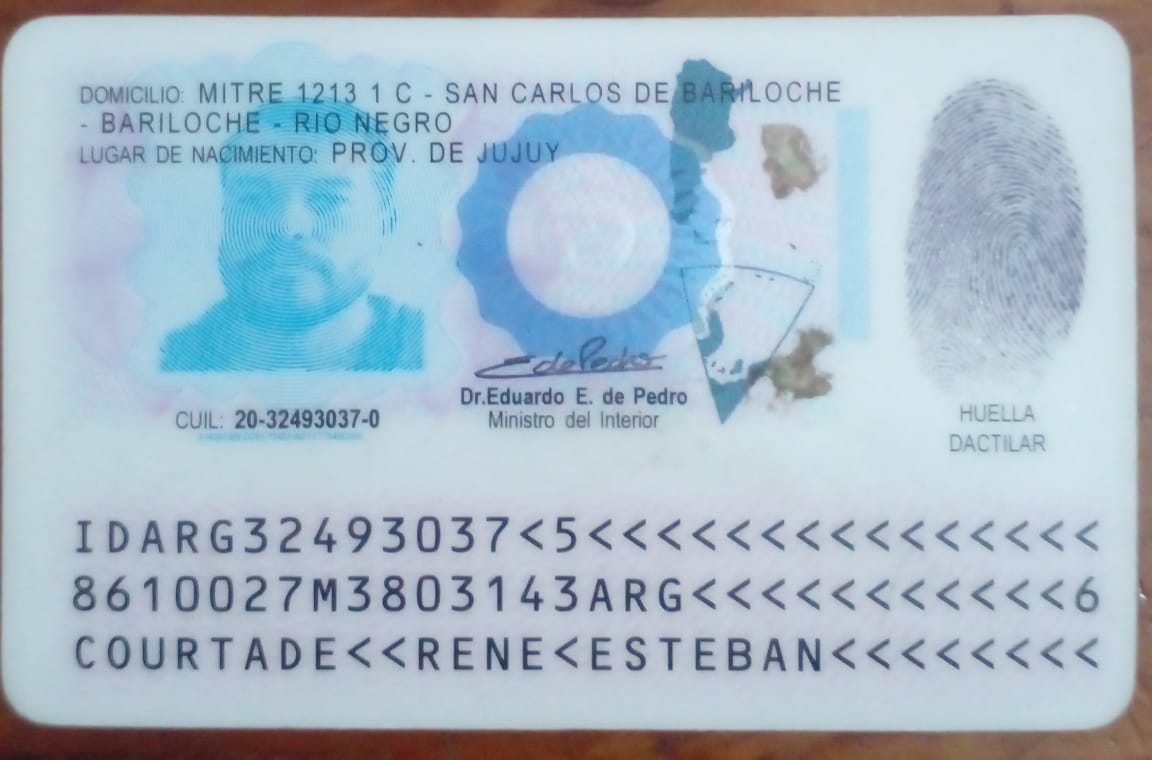 DOMICILIO: MITRE 1213 1 C - SAN CARLOS DE BARILOCHE
- BARILOCHE - RIO NEGRO
LUGAR DE NACIMIENTO: PROV. DE JUJUY
Dr.Eduardo E. de Pedro
Ministro del Interior
CUIL: 20-32493037-0
HUELLA
DACTILAR
IDARG32493037<5<<<<<<<<<<<<<<<
8610027M3803143ARG<<<<<<<<<<<6
COURTADE<<RENE<ESTEBAN<<<<<<<<